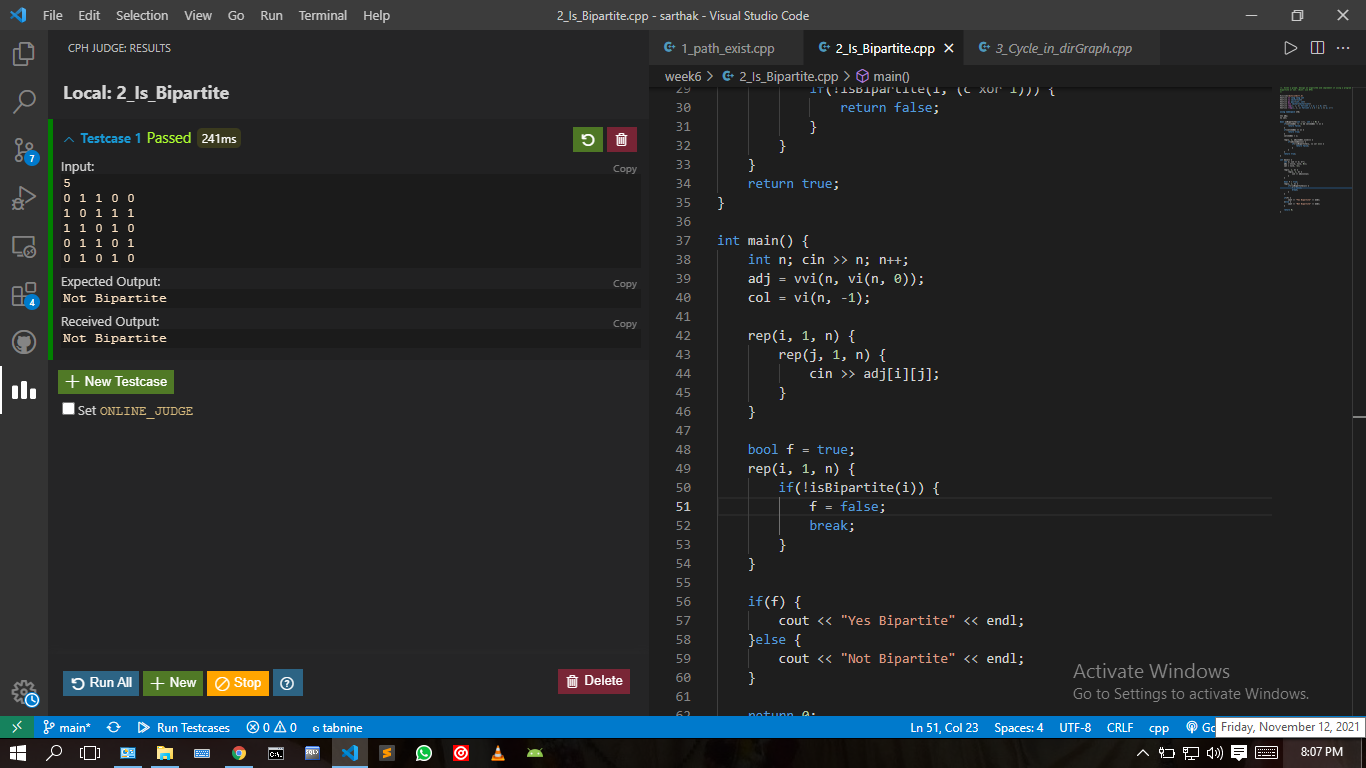 File Edit Selection View Go Run Terminal Help 2_Is_Bipartite.cpp - sarthak - Visual Studio Code
CPH JUDGE: RESULTS
Local: 2_Is_Bipartite
Testcase 1 Passed 241ms
Input:
Copy
5
0 1 1 0 0
1 0 1 1 1
1 1 0 1 0
0 1 1 0 1
0 1 0 1 0
Expected Output:
Copy
Not Bipartite
Received Output:
Copy
Not Bipartite
New Testcase
Set ONLINE_JUDGE
Run All New Stop Delete
7
4
1_path_exist.cpp 2_Is_Bipartite.cpp 3_Cycle_in_dirGraph.cpp
week6 > 2_Is_Bipartite.cpp > main()
29 if(!isBipartite(i, (c xor 1))) {
30 return false;
31 }
32 }
33 }
34 return true;
35 }
36
37 int main() {
38 int n; cin >> n; n++;
39 adj = vvi(n, vi(n, 0));
40 col = vi(n, -1);
41
42 rep(i, 1, n) {
43 rep(j, 1, n) {
44 cin >> adj[i][j];
45 }
46 }
47
48 bool f = true;
49 rep(i, 1, n) {
50 if(!isBipartite(i)) {
51 f = false;
52 break;
53 }
54 }
55
56 if(f) {
57 cout << "Yes Bipartite" << endl;
58 }else {
59 cout << "Not Bipartite" << endl;
60 }
61
62 return 0;
Activate Windows
Go to Settings to activate Windows.
main* Run Testcases 0 0 tabnine Ln 51, Col 23 Spaces: 4 UTF-8 CRLF cpp Go
Friday, November 12, 2021
8:07 PM